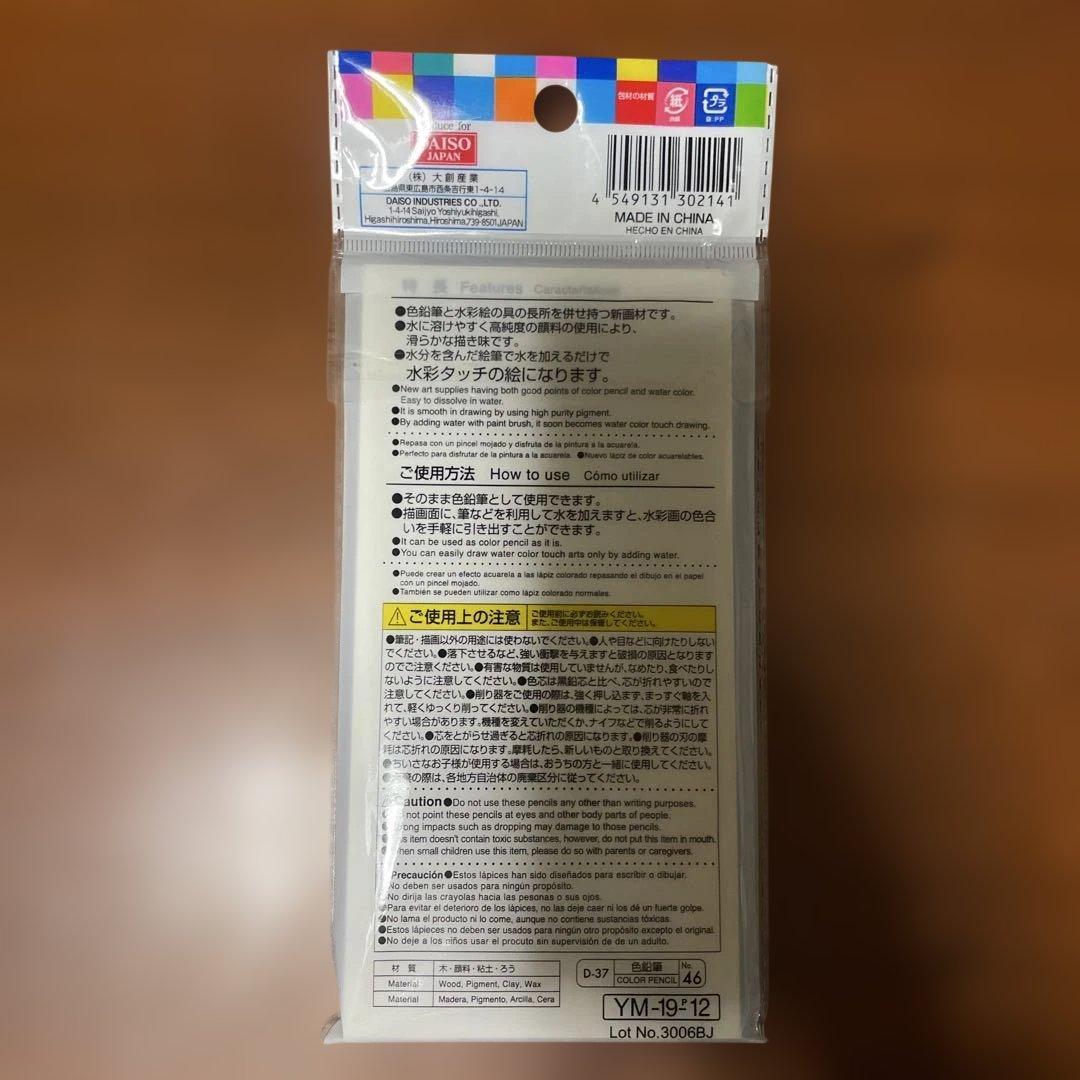 包材の材質
紙
台紙
プラ
袋:PP
for
DAISO
JAPAN
(株)大創産業
島県東広島市西条吉行東1-4-14
DAISO INDUSTRIES CO.,LTD.
1-4-14 Saijyo Yoshiyukihigashi,
Higashihiroshima,Hiroshima,739-8501JAPAN
4 549131 302141
MADE IN CHINA
HECHO EN CHINA
特長 Features Características
●色鉛筆と水彩絵の具の長所を併せ持つ新画材です。
●水に溶けやすく高純度の顔料の使用により、
滑らかな描き味です。
●水分を含んだ絵筆で水を加えるだけで
水彩タッチの絵になります。
●New art supplies having both good points of color pencil and water color.
Easy to dissolve in water.
●It is smooth in drawing by using high purity pigment.
●By adding water with paint brush, it soon becomes water color touch drawing.
●Repasa con un pincel mojado y disfruta de la pintura a la acuarela.
●Perfecto para disfrutar de la pintura a la acuarela. ●Nuevo lápiz de color acuarelables.
ご使用方法 How to use Cómo utilizar
●そのまま色鉛筆として使用できます。
●描画面に、筆などを利用して水を加えますと、水彩画の色合
いを手軽に引き出すことができます。
●It can be used as color pencil as it is.
●You can easily draw water color touch arts only by adding water.
●Puede crear un efecto acuarela a las lápiz colorado repasando el dibujo en el papel
con un pincel mojado.
●También se pueden utilizar como lápiz colorado normales.
⚠ご使用上の注意 ご使用前に必ずお読みください。
また、ご使用中は保管してください。
●筆記・描画以外の用途には使わないでください。●人や目などに向けたりしない
でください。●落下させるなど、強い衝撃を与えますと破損の原因となります
のでご注意ください。●有害な物質は使用していませんが、なめたり、食べたりし
ないように注意してください。●色芯は黒鉛芯と比べ、芯が折れやすいので
注意してください。●削り器をご使用の際は、強く押し込まず、まっすぐ軸を入
れて、軽くゆっくり削ってください。●削り器の機種によっては、芯が非常に折れ
やすい場合があります。機種を変えていただくか、ナイフなどで削るようにして
ください。●芯をとがらせ過ぎると芯折れの原因になります。●削り器の刃の摩
耗は芯折れの原因になります。摩耗したら、新しいものと取り換えてください。
●ちいさなお子様が使用する場合は、おうちの方と一緒に使用してください。
●廃棄の際は、各地方自治体の廃棄区分に従ってください。
⚠Caution●Do not use these pencils any other than writing purposes.
not point these pencils at eyes and other body parts of people.
●Strong impacts such as dropping may damage to those pencils.
●This item doesn't contain toxic substances, however, do not put this item in mouth.
●When small children use this item, please do so with parents or caregivers.
Precaución●Estos lápices han sido diseñados para escribir o dibujar.
No deben ser usados para ningún propósito.
●No dirija las crayolas hacia las pesonas o sus ojos.
●Para evitar el deterioro de los lápices, no las deje caer ni los dé un fuerte golpe.
●No lama el producto ni lo come, aunque no contiene sustancias tóxicas.
●Estos lápieces no deben ser usados para ningún otro propósito excepto el original.
●No deje a los niños usar el procuto sin supervisión de de un adulto.
材質 木・顔料・粘土・ろう
Material Wood, Pigment, Clay, Wax
Material Madera, Pigmento, Arcilla, Cera
D-37 色鉛筆 COLOR PENCIL No. 46
YM-19-P-12
Lot No.3006BJ